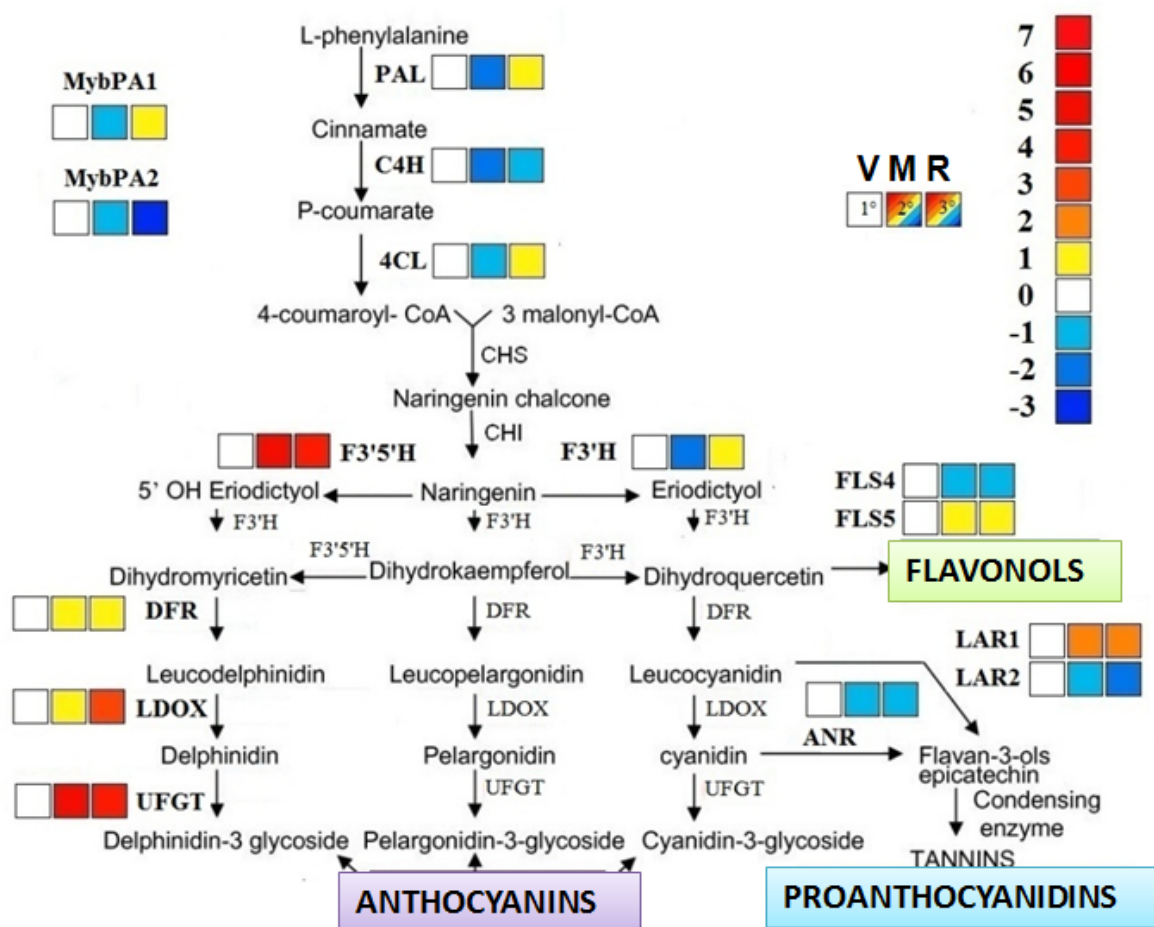 L-phenylalanine
PAL
MybPA1
Cinnamate
C4H
MybPA2
P-coumarate
4CL
4-coumaroyl- CoA 3 malonyl-CoA
CHS
Naringenin chalcone
CHI
F3'5'H F3'H
5' OH Eriodictyol Naringenin Eriodictyol
F3'H F3'H F3'H
F3'5'H F3'H
Dihydromyricetin Dihydrokaempferol Dihydroquercetin
DFR DFR DFR
Leucodelphinidin Leucopelargonidin Leucocyanidin
LDOX LDOX LDOX
Delphinidin Pelargonidin cyanidin
ANR
UFGT UFGT UFGT
Delphinidin-3 glycoside Pelargonidin-3-glycoside Cyanidin-3-glycoside
ANTHOCYANINS
V M R
1° 2° 3°
7
6
5
4
3
2
1
0
-1
-2
-3
FLS4
FLS5
FLAVONOLS
LAR1
LAR2
Flavan-3-ols
epicatechin
Condensing
enzyme
TANNINS
PROANTHOCYANIDINS